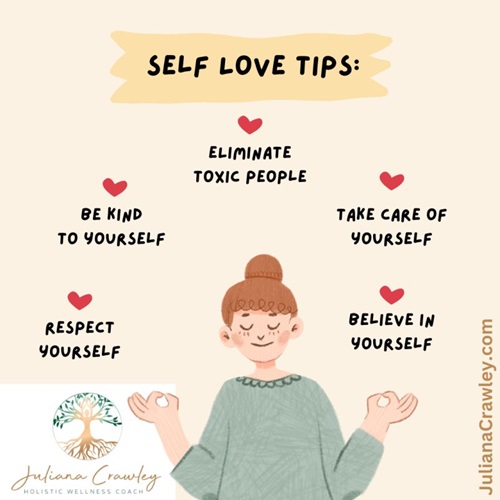 SELF LOVE TIPS:
ELIMINATE
TOXIC PEOPLE
BE KIND
TO YOURSELF
TAKE CARE OF
YOURSELF
RESPECT
YOURSELF
BELIEVE IN
YOURSELF
Juliana Crawley
HOLISTIC WELLNESS COACH
JulianaCrawley.com